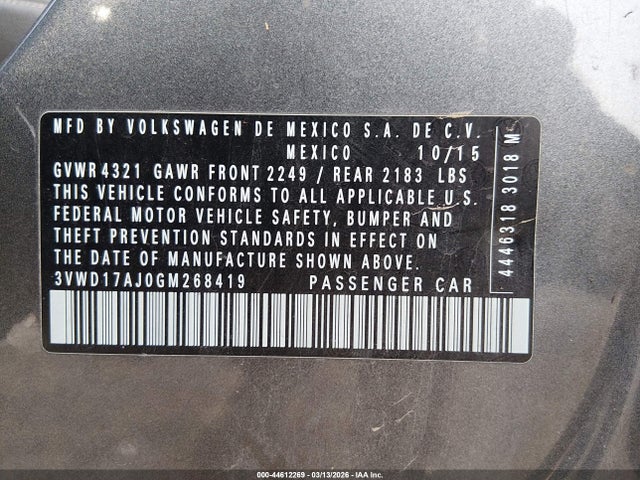 MFD BY VOLKSWAGEN DE MEXICO S.A. DE C.V.
MEXICO 10/15
GVWR 4321 GAWR FRONT 2249 / REAR 2183 LBS
THIS VEHICLE CONFORMS TO ALL APPLICABLE U.S.
FEDERAL MOTOR VEHICLE SAFETY, BUMPER AND
THEFT PREVENTION STANDARDS IN EFFECT ON
THE DATE OF MANUFACTURE SHOWN ABOVE.
3VWD17AJ0GM268419 PASSENGER CAR
4446318 3018 M
000-44612269 - 03/13/2026 - IAA Inc.